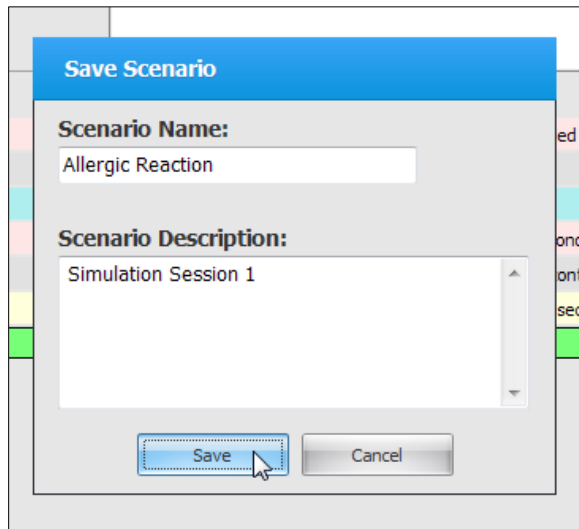 Save Scenario
Scenario Name:
Allergic Reaction
Scenario Description:
Simulation Session 1
Save
Cancel